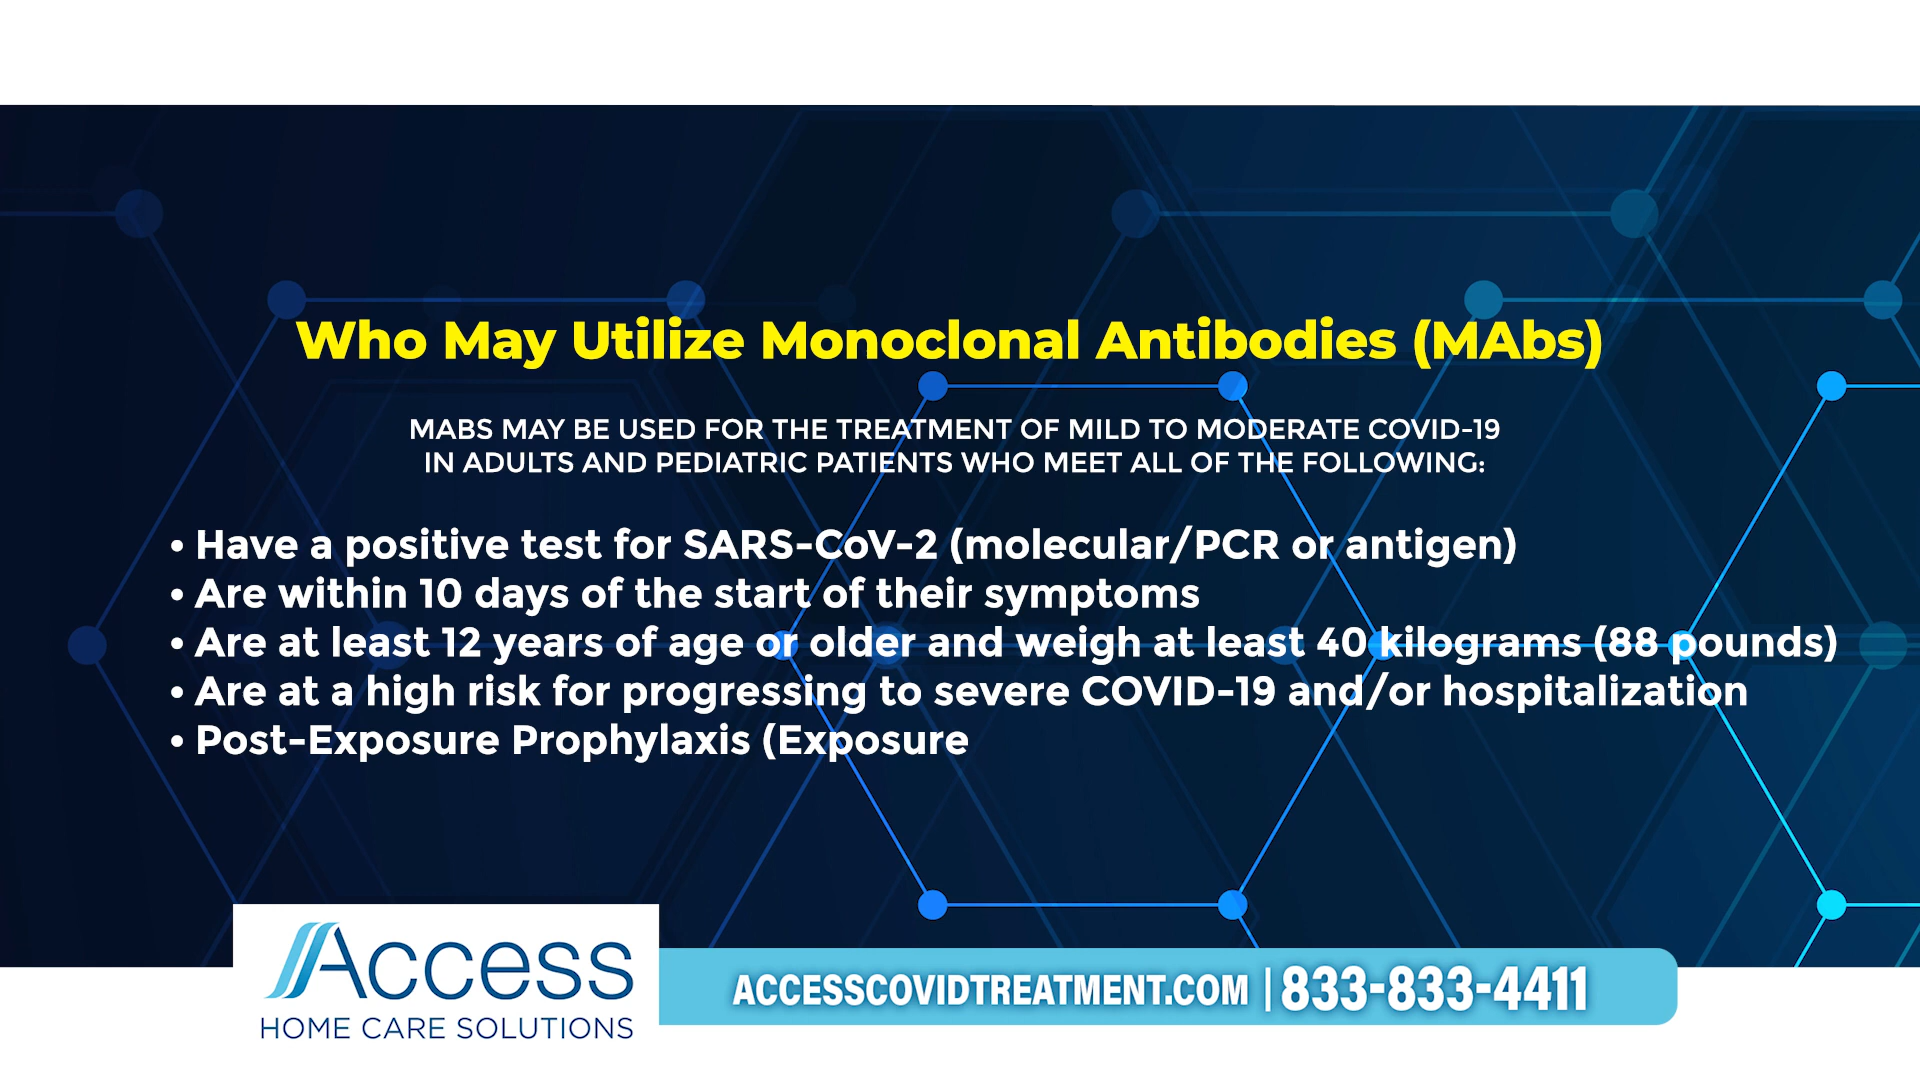 Who May Utilize Monoclonal Antibodies (MAbs)
MABS MAY BE USED FOR THE TREATMENT OF MILD TO MODERATE COVID-19
IN ADULTS AND PEDIATRIC PATIENTS WHO MEET ALL OF THE FOLLOWING:
• Have a positive test for SARS-CoV-2 (molecular/PCR or antigen)
• Are within 10 days of the start of their symptoms
• Are at least 12 years of age or older and weigh at least 40 kilograms (88 pounds)
• Are at a high risk for progressing to severe COVID-19 and/or hospitalization
• Post-Exposure Prophylaxis (Exposure
Access
HOME CARE SOLUTIONS
ACCESSCOVIDTREATMENT.COM | 833-833-4411